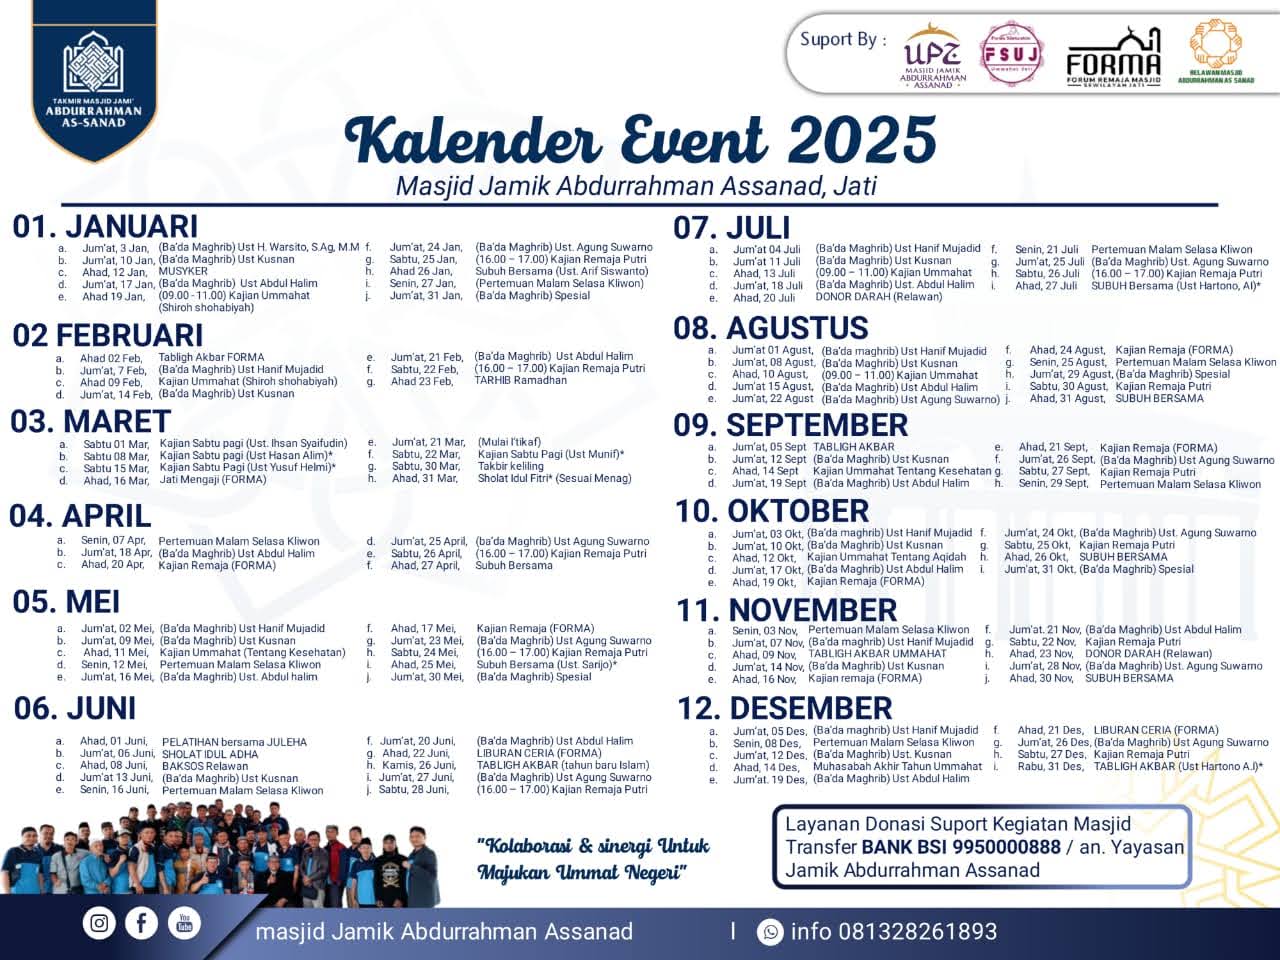 TAKMIR MASJID JAMI'
ABDURRAHMAN
AS-SANAD
Suport By :
UPZ
MASJID JAMIK
ABDURRAHMAN
ASSANAD
FSUJ
FORMA
FORUM REMAJA MASJID
SEWILAYAH JATI
RELAWAN MASJID
ABDURRAHMAN AS SANAD
Kalender Event 2025
Masjid Jamik Abdurrahman Assanad, Jati
01. JANUARI
a. Jum'at, 3 Jan, (Ba'da Maghrib) Ust H. Warsito, S.Ag, M.M
b. Jum'at, 10 Jan, (Ba'da Maghrib) Ust Kusnan
c. Ahad, 12 Jan, MUSYKER
d. Jum'at, 17 Jan, (Ba'da Maghrib) Ust Abdul Halim
e. Ahad 19 Jan, (09.00 - 11.00) Kajian Ummahat
(Shiroh shohabiyah)
f. Jum'at, 24 Jan, (Ba'da Maghrib) Ust. Agung Suwarno
g. Sabtu, 25 Jan, (16.00 – 17.00) Kajian Remaja Putri
h. Ahad 26 Jan, Subuh Bersama (Ust. Arif Siswanto)
i. Senin, 27 Jan, (Pertemuan Malam Selasa Kliwon)
j. Jum'at, 31 Jan, (Ba'da Maghrib) Spesial
02 FEBRUARI
a. Ahad 02 Feb, Tabligh Akbar FORMA
b. Jum'at, 7 Feb, (Ba'da Maghrib) Ust Hanif Mujadid
c. Ahad 09 Feb, Kajian Ummahat (Shiroh shohabiyah)
d. Jum'at, 14 Feb, (Ba'da Maghrib) Ust Kusnan
e. Jum'at, 21 Feb, (Ba'da Maghrib) Ust Abdul Halim
f. Sabtu, 22 Feb, (16.00 – 17.00) Kajian Remaja Putri
g. Ahad 23 Feb, TARHIB Ramadhan
03. MARET
a. Sabtu 01 Mar, Kajian Sabtu pagi (Ust. Ihsan Syaifudin)
b. Sabtu 08 Mar, Kajian Sabtu pagi (Ust Hasan Alim)*
c. Sabtu 15 Mar, Kajian Sabtu Pagi (Ust Yusuf Helmi)*
d. Ahad, 16 Mar, Jati Mengaji (FORMA)
e. Jum'at, 21 Mar, (Mulai I'tikaf)
f. Sabtu, 22 Mar, Kajian Sabtu Pagi (Ust Munif)*
g. Sabtu, 30 Mar, Takbir keliling
h. Ahad, 31 Mar, Sholat Idul Fitri* (Sesuai Menag)
04. APRIL
a. Senin, 07 Apr, Pertemuan Malam Selasa Kliwon
b. Jum'at, 18 Apr, (Ba'da Maghrib) Ust Abdul Halim
c. Ahad, 20 Apr, Kajian Remaja (FORMA)
d. Jum'at, 25 April, (ba'da Maghrib) Ust Agung Suwarno
e. Sabtu, 26 April, (16.00 – 17.00) Kajian Remaja Putri
f. Ahad, 27 April, Subuh Bersama
05. MEI
a. Jum'at, 02 Mei, (Ba'da Maghrib) Ust Hanif Mujadid
b. Jum'at, 09 Mei, (Ba'da Maghrib) Ust Kusnan
c. Ahad, 11 Mei, Kajian Ummahat (Tentang Kesehatan)
d. Senin, 12 Mei, Pertemuan Malam Selasa Kliwon
e. Jum'at, 16 Mei, (Ba'da Maghrib) Ust. Abdul halim
f. Ahad, 17 Mei, Kajian Remaja (FORMA)
g. Jum'at, 23 Mei, (Ba'da Maghrib) Ust Agung Suwarno
h. Sabtu, 24 Mei, (16.00 – 17.00) Kajian Remaja Putri
i. Ahad, 25 Mei, Subuh Bersama (Ust. Sarijo)*
j. Jum'at, 30 Mei, (Ba'da Maghrib) Spesial
06. JUNI
a. Ahad, 01 Juni, PELATIHAN bersama JULEHA
b. Jum'at, 06 Juni, SHOLAT IDUL ADHA
c. Ahad, 08 Juni, BAKSOS Relawan
d. Jum'at 13 Juni, (Ba'da Maghrib) Ust Kusnan
e. Senin, 16 Juni, Pertemuan Malam Selasa Kliwon
f. Jum'at, 20 Juni, (Ba'da Maghrib) Ust Abdul Halim
g. Ahad, 22 Juni, LIBURAN CERIA (FORMA)
h. Kamis, 26 Juni, TABLIGH AKBAR (tahun baru Islam)
i. Jum'at, 27 Juni, (Ba'da Maghrib) Ust Agung Suwarno
j. Sabtu, 28 Juni, (16.00 – 17.00) Kajian Remaja Putri
07. JULI
a. Jum'at 04 Juli (Ba'da Maghrib) Ust Hanif Mujadid
b. Jum'at 11 Juli (Ba'da Maghrib) Ust Kusnan
c. Ahad, 13 Juli (09.00 – 11.00) Kajian Ummahat
d. Jum'at, 18 Juli (Ba'da Maghrib) Ust. Abdul Halim
e. Ahad, 20 Juli DONOR DARAH (Relawan)
f. Senin, 21 Juli Pertemuan Malam Selasa Kliwon
g. Jum'at, 25 Juli (Ba'da Maghrib) Ust. Agung Suwarno
h. Sabtu, 26 Juli (16.00 – 17.00) Kajian Remaja Putri
i. Ahad, 27 Juli SUBUH Bersama (Ust Hartono, Al)*
08. AGUSTUS
a. Jum'at 01 Agust, (Ba'da maghrib) Ust Hanif Mujadid
b. Jum'at, 08 Agust, (Ba'da Maghrib) Ust Kusnan
c. Ahad, 10 Agust, (09.00 – 11.00) Kajian Ummahat
d. Jum'at 15 Agust, (Ba'da Maghrib) Ust Abdul Halim
e. Jum'at, 22 Agust (Ba'da Maghrib) Ust Agung Suwarno)
f. Ahad, 24 Agust, Kajian Remaja (FORMA)
g. Senin, 25 Agust, Pertemuan Malam Selasa Kliwon
h. Jum'at, 29 Agust, (Ba'da Maghrib) Spesial
i. Sabtu, 30 Agust, Kajian Remaja Putri
j. Ahad, 31 Agust, SUBUH BERSAMA
09. SEPTEMBER
a. Jum'at, 05 Sept TABLIGH AKBAR
b. Jum'at, 12 Sept (Ba'da Maghrib) Ust Kusnan
c. Ahad, 14 Sept Kajian Ummahat Tentang Kesehatan
d. Jum'at, 19 Sept (Ba'da Maghrib) Ust Abdul Halim
e. Ahad, 21 Sept, Kajian Remaja (FORMA)
f. Jum'at, 26 Sept, (Ba'da Maghrib) Ust Agung Suwarno
g. Sabtu, 27 Sept, Kajian Remaja Putri
h. Senin, 29 Sept, Pertemuan Malam Selasa Kliwon
10. OKTOBER
a. Jum'at, 03 Okt, (Ba'da maghrib) Ust Hanif Mujadid
b. Jum'at, 10 Okt, (Ba'da Maghrib) Ust Kusnan
c. Ahad, 12 Okt, Kajian Ummahat Tentang Aqidah
d. Jum'at, 17 Okt, (Ba'da Maghrib) Ust Abdul Halim
e. Ahad, 19 Okt, Kajian Remaja (FORMA)
f. Jum'at, 24 Okt, (Ba'da Maghrib) Ust. Agung Suwarno
g. Sabtu, 25 Okt, Kajian Remaja Putri
h. Ahad, 26 Okt, SUBUH BERSAMA
i. Jum'at, 31 Okt, (Ba'da Maghrib) Spesial
11. NOVEMBER
a. Senin, 03 Nov, Pertemuan Malam Selasa Kliwon
b. Jum'at, 07 Nov, (Ba'da maghrib) Ust Hanif Mujadid
c. Ahad, 09 Nov, TABLIGH AKBAR UMMAHAT
d. Jum'at, 14 Nov, (Ba'da Maghrib) Ust Kusnan
e. Ahad, 16 Nov, Kajian remaja (FORMA)
f. Jum'at. 21 Nov, (Ba'da Maghrib) Ust Abdul Halim
g. Sabtu, 22 Nov, Kajian Remaja Putri
h. Ahad, 23 Nov, DONOR DARAH (Relawan)
i. Jum'at, 28 Nov, (Ba'da Maghrib) Ust. Agung Suwarno
j. Ahad, 30 Nov, SUBUH BERSAMA
12. DESEMBER
a. Jum'at, 05 Des, (Ba'da maghrib) Ust Hanif Mujadid
b. Senin, 08 Des, Pertemuan Malam Selasa Kliwon
c. Jum'at, 12 Des, (Ba'da Maghrib) Ust. Kusnan
d. Ahad, 14 Des, Muhasabah Akhir Tahun Ummahat
e. Jum'at. 19 Des, (Ba'da Maghrib) Ust Abdul Halim
f. Ahad, 21 Des, LIBURAN CERIA (FORMA)
g. Jum'at, 26 Des, (Ba'da Maghrib) Ust Agung Suwarno
h. Sabtu, 27 Des, Kajian Remaja Putri
i. Rabu, 31 Des, TABLIGH AKBAR (Ust Hartono A.I)*
"Kolaborasi & sinergi Untuk
Majukan Ummat Negeri"
Layanan Donasi Suport Kegiatan Masjid
Transfer BANK BSI 9950000888 / an. Yayasan
Jamik Abdurrahman Assanad
You
Tube
masjid Jamik Abdurrahman Assanad | info 081328261893